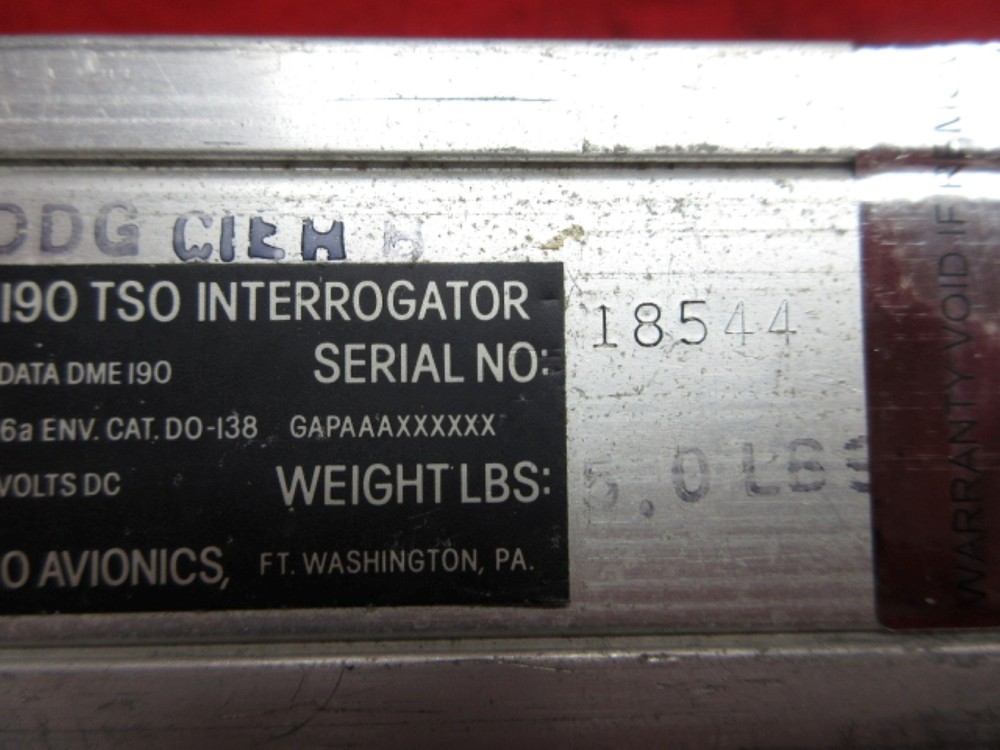 DDG CIEH B
190 TSO INTERROGATOR
SERIAL NO: 18544
DATA DME 190
6a ENV. CAT. DO-138 GAPAAAXXXXXX
VOLTS DC
WEIGHT LBS: 5.0 LBS
O AVIONICS, FT. WASHINGTON, PA.
WARRANTY VOID IF